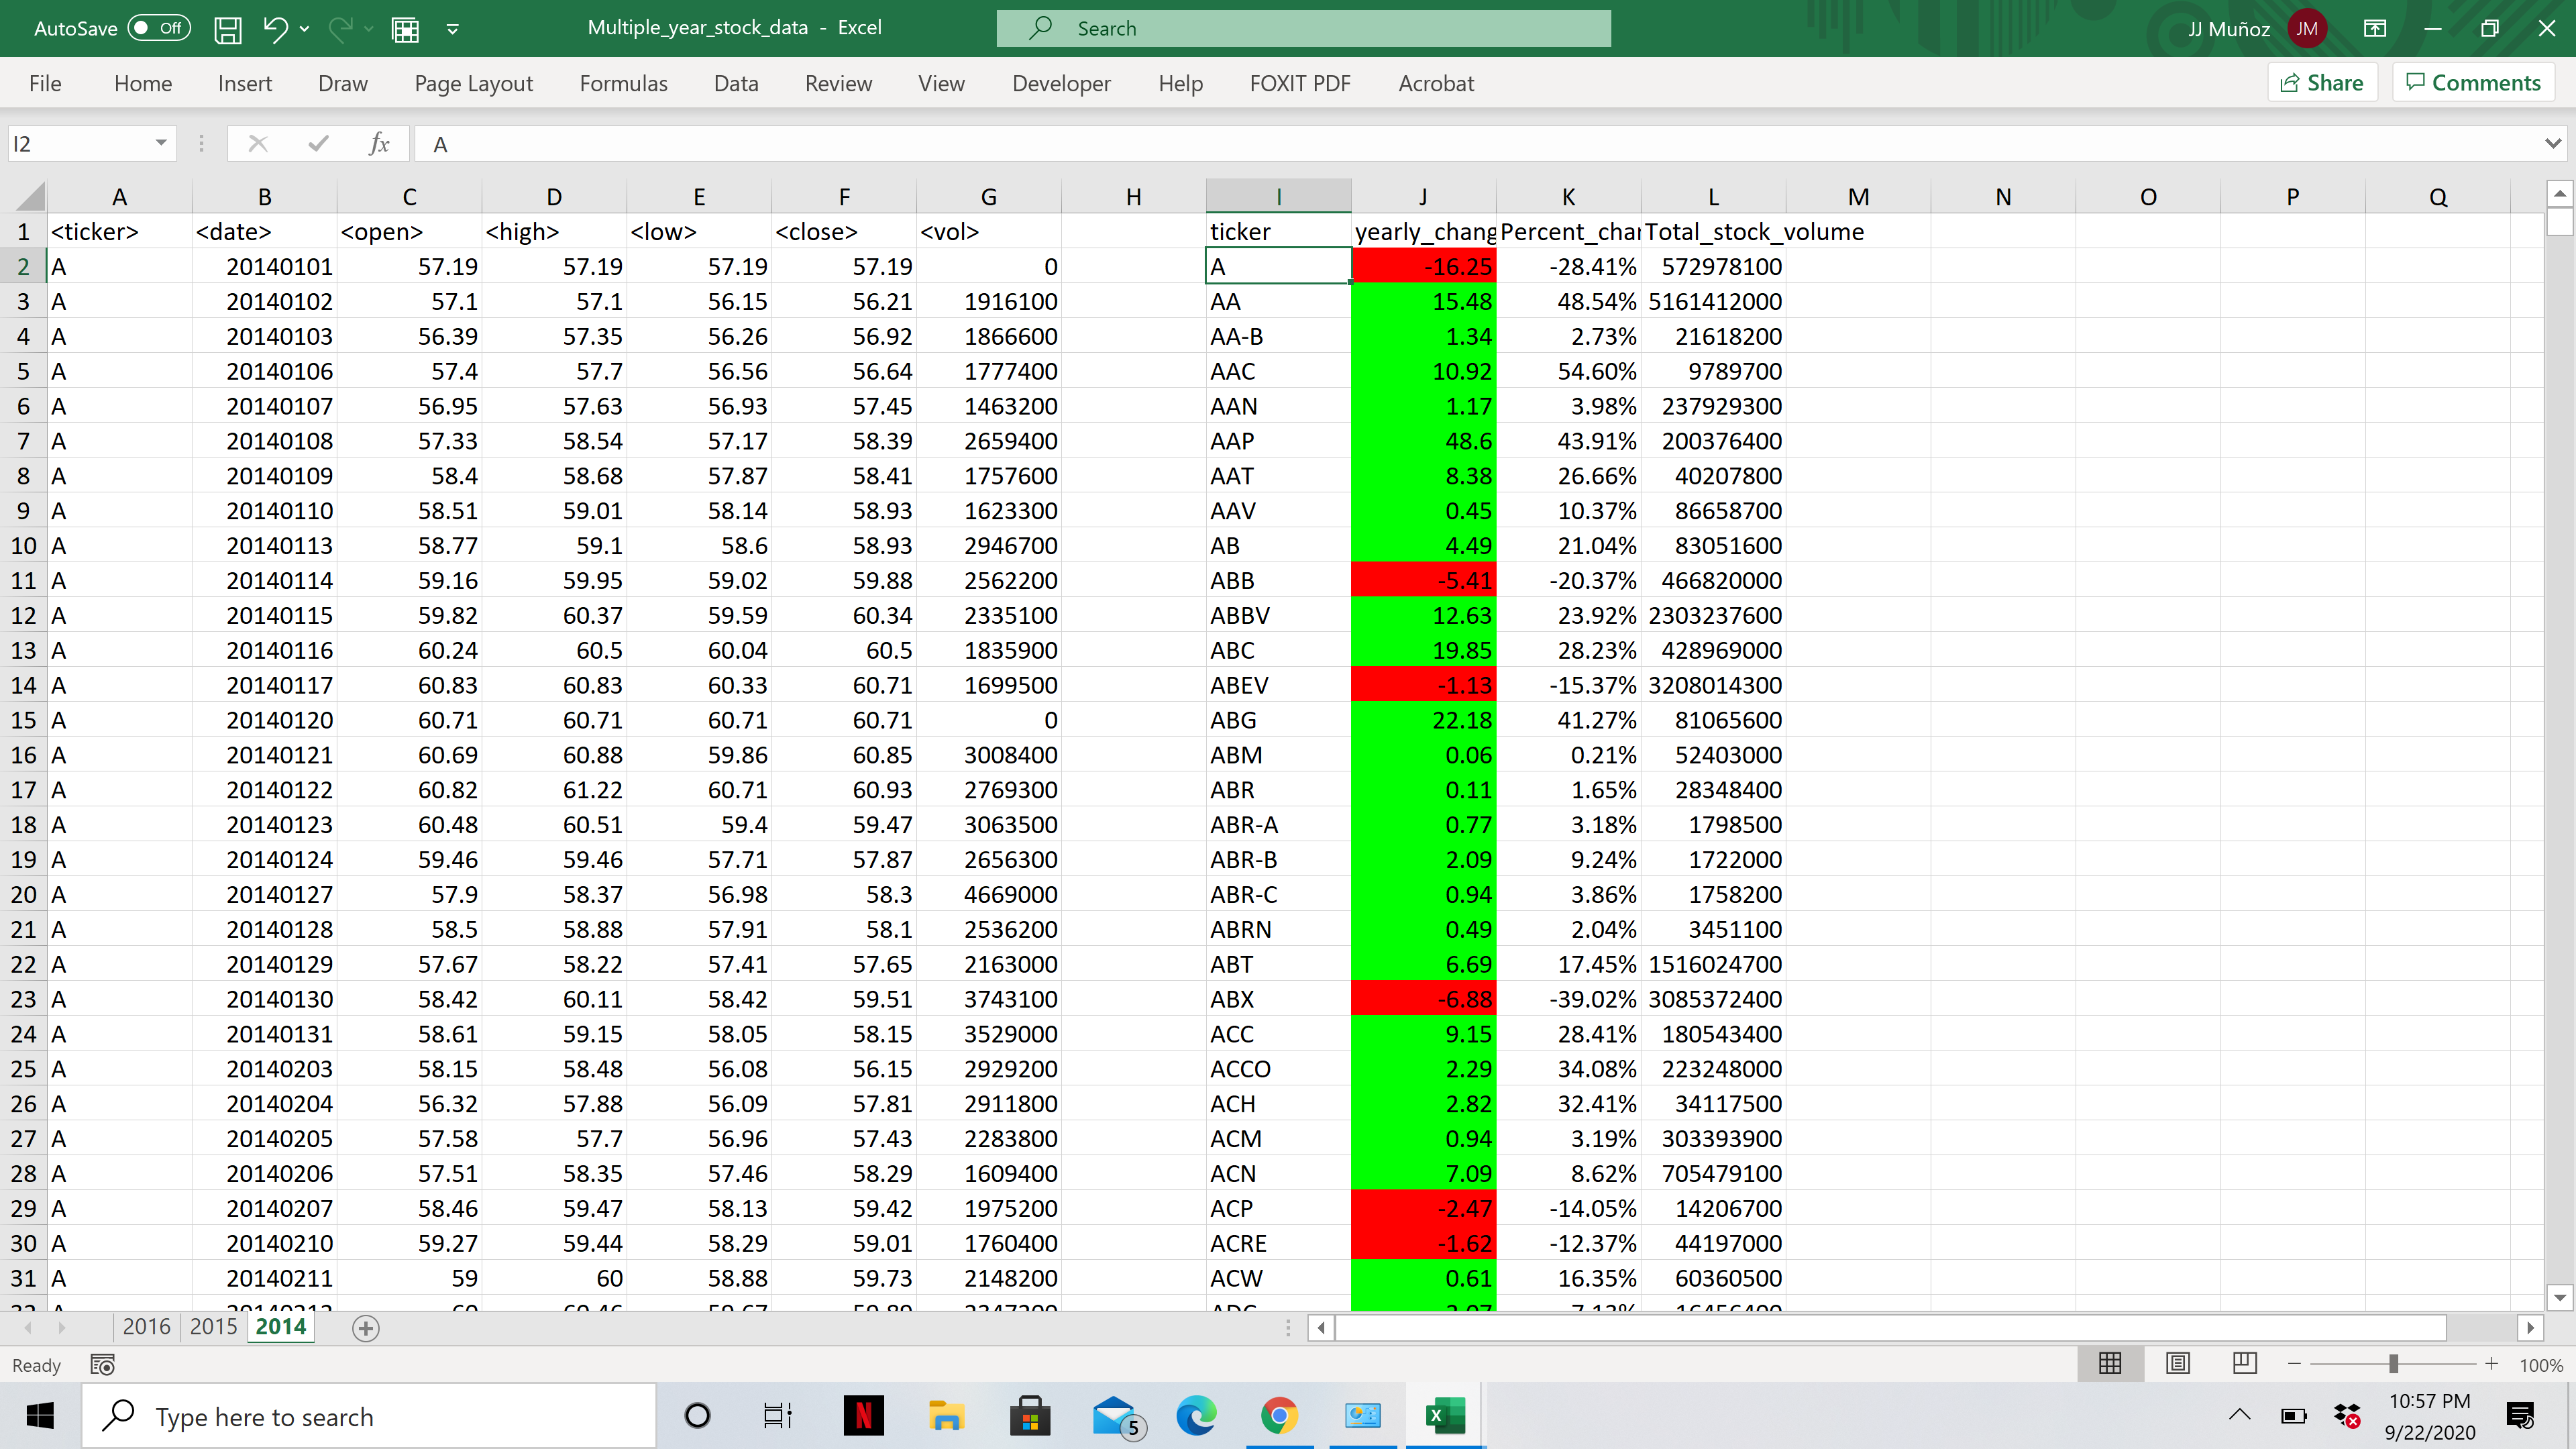 AutoSave Off Multiple_year_stock_data - Excel Search JJ Muñoz JM
File Home Insert Draw Page Layout Formulas Data Review View Developer Help FOXIT PDF Acrobat Share Comments
I2 fx A
A B C D E F G H I J K L M N O P Q
1 <ticker> <date> <open> <high> <low> <close> <vol> ticker yearly_chang Percent_char Total_stock_volume
2 A 20140101 57.19 57.19 57.19 57.19 0 A -16.25 -28.41% 572978100
3 A 20140102 57.1 57.1 56.15 56.21 1916100 AA 15.48 48.54% 5161412000
4 A 20140103 56.39 57.35 56.26 56.92 1866600 AA-B 1.34 2.73% 21618200
5 A 20140106 57.4 57.7 56.56 56.64 1777400 AAC 10.92 54.60% 9789700
6 A 20140107 56.95 57.63 56.93 57.45 1463200 AAN 1.17 3.98% 237929300
7 A 20140108 57.33 58.54 57.17 58.39 2659400 AAP 48.6 43.91% 200376400
8 A 20140109 58.4 58.68 57.87 58.41 1757600 AAT 8.38 26.66% 40207800
9 A 20140110 58.51 59.01 58.14 58.93 1623300 AAV 0.45 10.37% 86658700
10 A 20140113 58.77 59.1 58.6 58.93 2946700 AB 4.49 21.04% 83051600
11 A 20140114 59.16 59.95 59.02 59.88 2562200 ABB -5.41 -20.37% 466820000
12 A 20140115 59.82 60.37 59.59 60.34 2335100 ABBV 12.63 23.92% 2303237600
13 A 20140116 60.24 60.5 60.04 60.5 1835900 ABC 19.85 28.23% 428969000
14 A 20140117 60.83 60.83 60.33 60.71 1699500 ABEV -1.13 -15.37% 3208014300
15 A 20140120 60.71 60.71 60.71 60.71 0 ABG 22.18 41.27% 81065600
16 A 20140121 60.69 60.88 59.86 60.85 3008400 ABM 0.06 0.21% 52403000
17 A 20140122 60.82 61.22 60.71 60.93 2769300 ABR 0.11 1.65% 28348400
18 A 20140123 60.48 60.51 59.4 59.47 3063500 ABR-A 0.77 3.18% 1798500
19 A 20140124 59.46 59.46 57.71 57.87 2656300 ABR-B 2.09 9.24% 1722000
20 A 20140127 57.9 58.37 56.98 58.3 4669000 ABR-C 0.94 3.86% 1758200
21 A 20140128 58.5 58.88 57.91 58.1 2536200 ABRN 0.49 2.04% 3451100
22 A 20140129 57.67 58.22 57.41 57.65 2163000 ABT 6.69 17.45% 1516024700
23 A 20140130 58.42 60.11 58.42 59.51 3743100 ABX -6.88 -39.02% 3085372400
24 A 20140131 58.61 59.15 58.05 58.15 3529000 ACC 9.15 28.41% 180543400
25 A 20140203 58.15 58.48 56.08 56.15 2929200 ACCO 2.29 34.08% 223248000
26 A 20140204 56.32 57.88 56.09 57.81 2911800 ACH 2.82 32.41% 34117500
27 A 20140205 57.58 57.7 56.96 57.43 2283800 ACM 0.94 3.19% 303393900
28 A 20140206 57.51 58.35 57.46 58.29 1609400 ACN 7.09 8.62% 705479100
29 A 20140207 58.46 59.47 58.13 59.42 1975200 ACP -2.47 -14.05% 14206700
30 A 20140210 59.27 59.44 58.29 59.01 1760400 ACRE -1.62 -12.37% 44197000
31 A 20140211 59 60 58.88 59.73 2148200 ACW 0.61 16.35% 60360500
2016 2015 2014
Ready 100%
Type here to search N 5 X 10:57 PM
9/22/2020